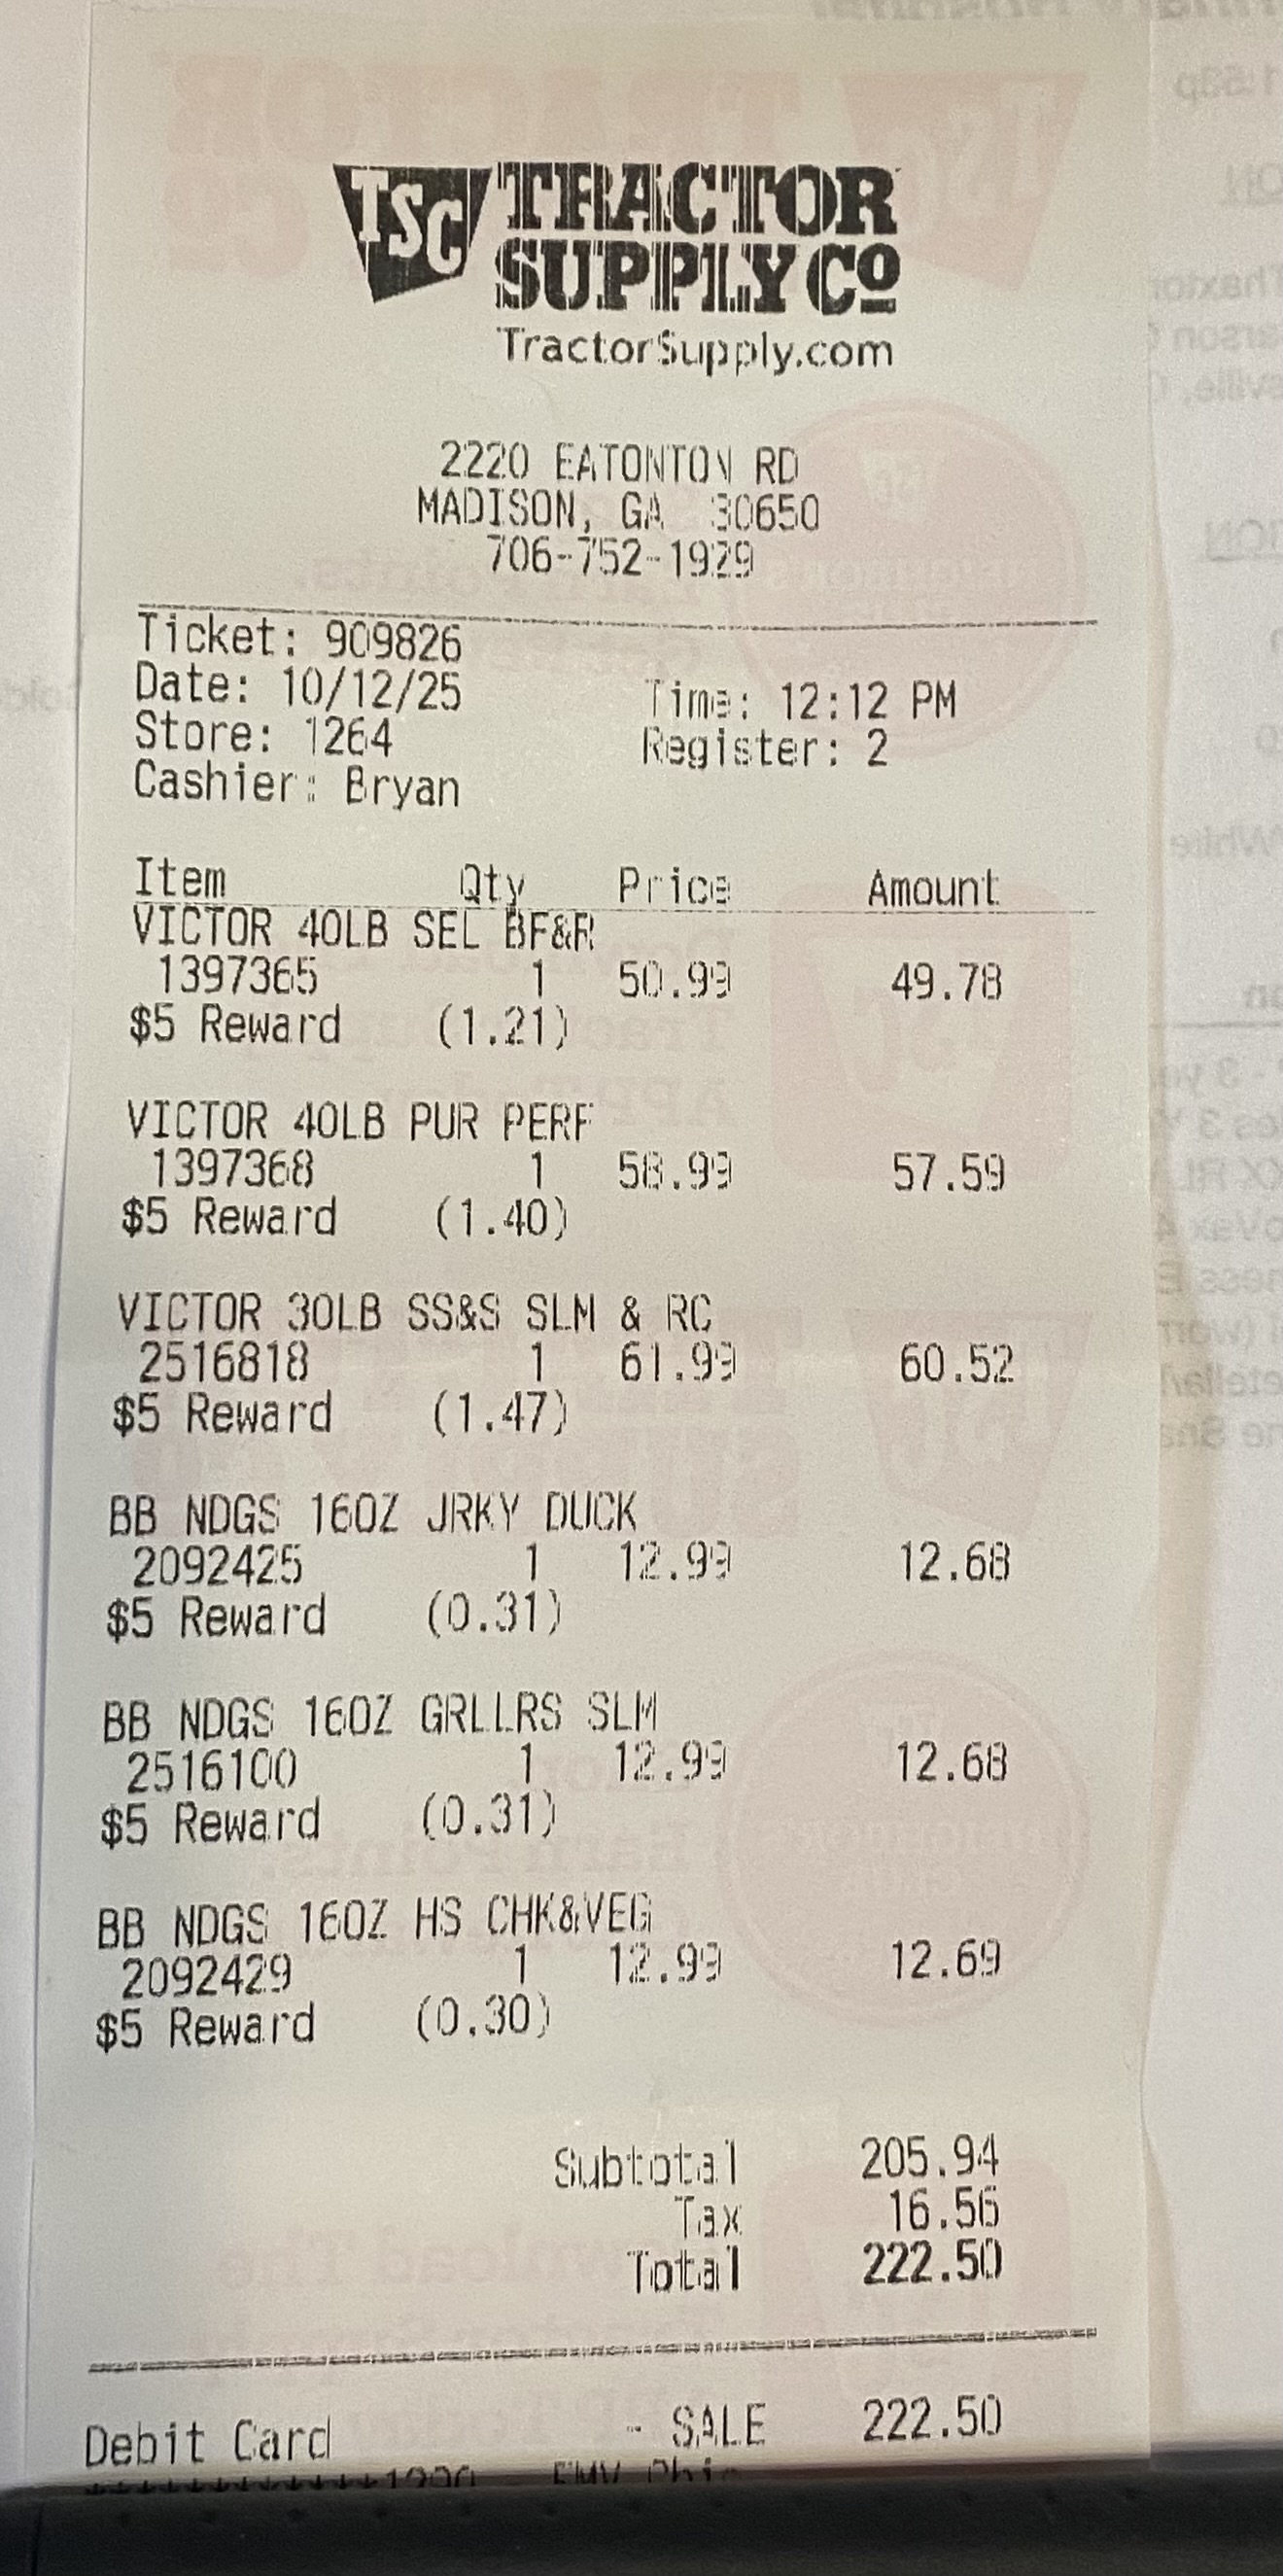 TSC TRACTOR
SUPPLY CO
TractorSupply.com
2220 EATONTON RD
MADISON, GA 30650
706-752-1929
Ticket: 909826
Date: 10/12/25 Time: 12:12 PM
Store: 1264 Register: 2
Cashier: Bryan
Item Qty Price Amount
VICTOR 40LB SEL BF&R
1397365 1 50.99 49.78
$5 Reward (1.21)
VICTOR 40LB PUR PERF
1397368 1 58.99 57.59
$5 Reward (1.40)
VICTOR 30LB SS&S SLM & RC
2516818 1 61.99 60.52
$5 Reward (1.47)
BB NDGS 16OZ JRKY DUCK
2092425 1 12.99 12.68
$5 Reward (0.31)
BB NDGS 16OZ GRLLRS SLM
2516100 1 12.99 12.68
$5 Reward (0.31)
BB NDGS 16OZ HS CHK&VEG
2092429 1 12.99 12.69
$5 Reward (0.30)
Subtotal 205.94
Tax 16.56
Total 222.50
Debit Card - SALE 222.50